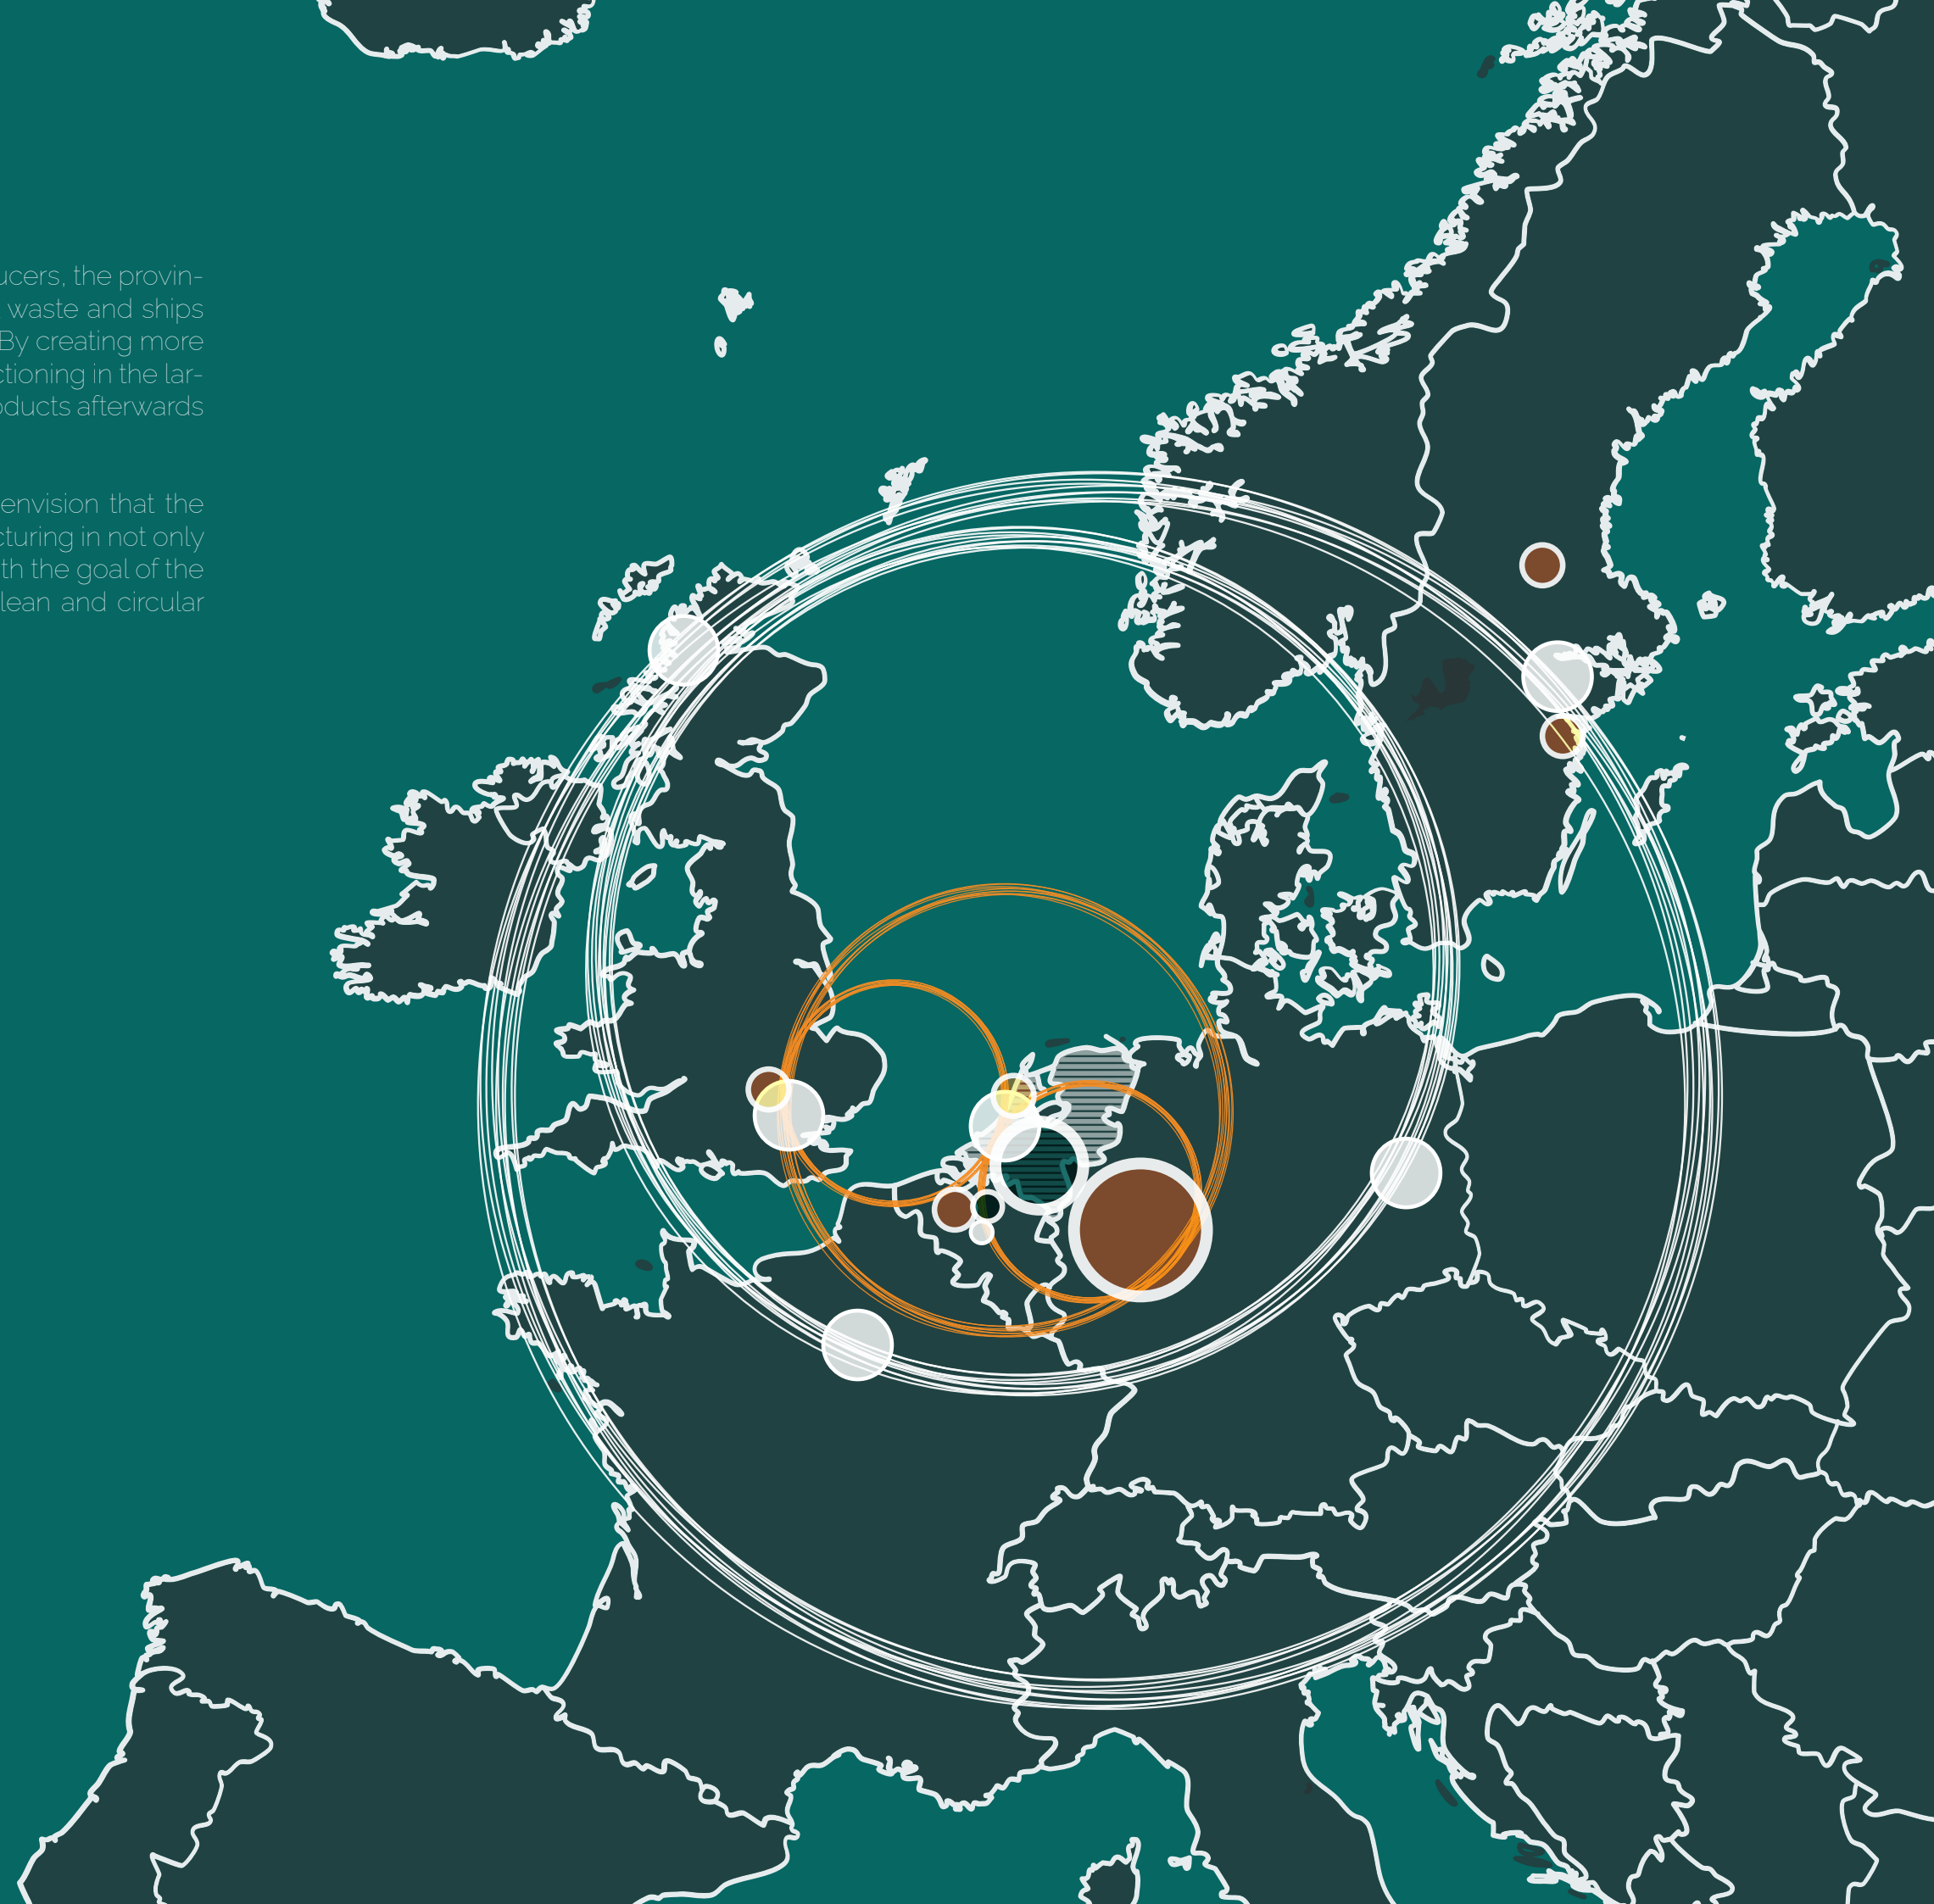 ucers, the provin-
waste and ships
By creating more
ctioning in the lar-
oducts afterwards
envision that the
cturing in not only
th the goal of the
lean and circular